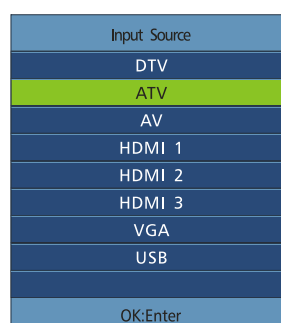 Input Source
DTV
ATV
AV
HDMI 1
HDMI 2
HDMI 3
VGA
USB
OK:Enter